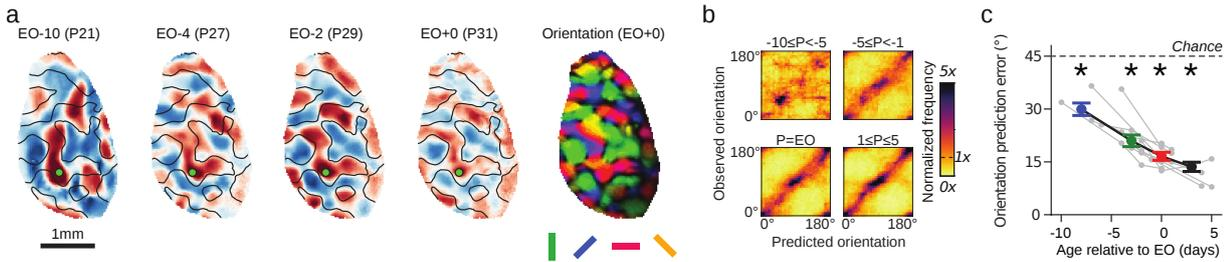 a
EO-10 (P21)
EO-4 (P27)
EO-2 (P29)
EO+0 (P31)
Orientation (EO+0)
1mm
b
-10≤P<-5
-5≤P<-1
180°
0°
P=EO
1≤P≤5
180°
0°
0°
180°
0°
180°
Observed orientation
Predicted orientation
Normalized frequency
5x
1x
0x
c
Chance
45
30
15
0
* * * *
Orientation prediction error (°)
-10
-5
0
5
Age relative to EO (days)